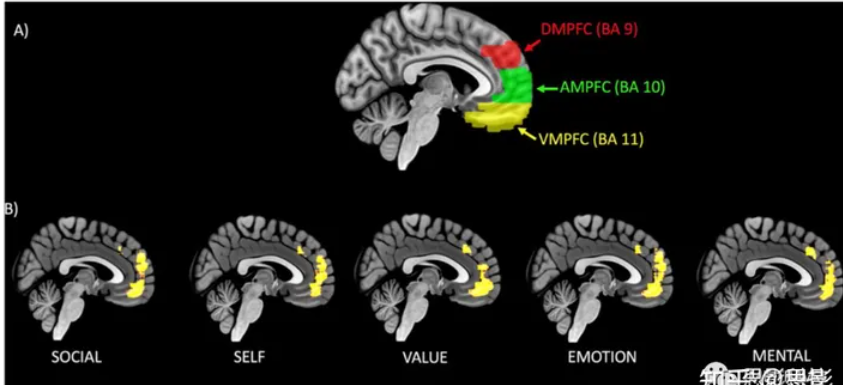 A)
DMPFC (BA 9)
AMPFC (BA 10)
VMPFC (BA 11)
B)
SOCIAL
SELF
VALUE
EMOTION
MENTAL